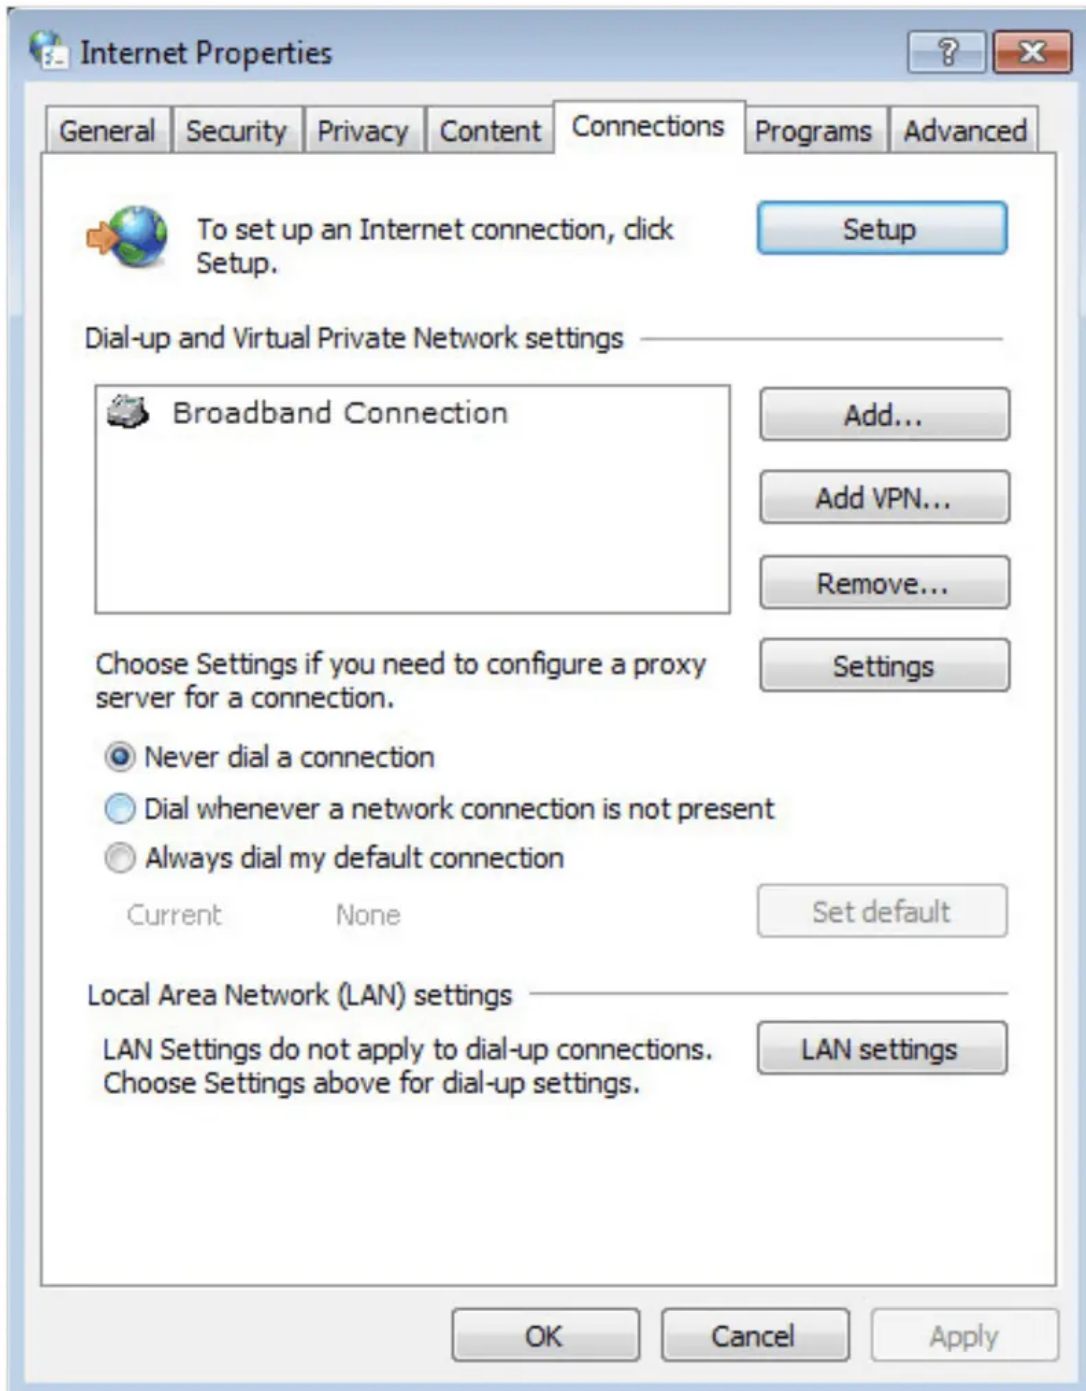 Internet Properties
?
General
Security
Privacy
Content
Connections
Programs
Advanced
To set up an Internet connection, click
Setup.
Setup
Dial-up and Virtual Private Network settings
Broadband Connection
Add...
Add VPN...
Remove...
Choose Settings if you need to configure a proxy
server for a connection.
Settings
Never dial a connection
Dial whenever a network connection is not present
Always dial my default connection
Current
None
Set default
Local Area Network (LAN) settings
LAN Settings do not apply to dial-up connections.
Choose Settings above for dial-up settings.
LAN settings
OK
Cancel
Apply